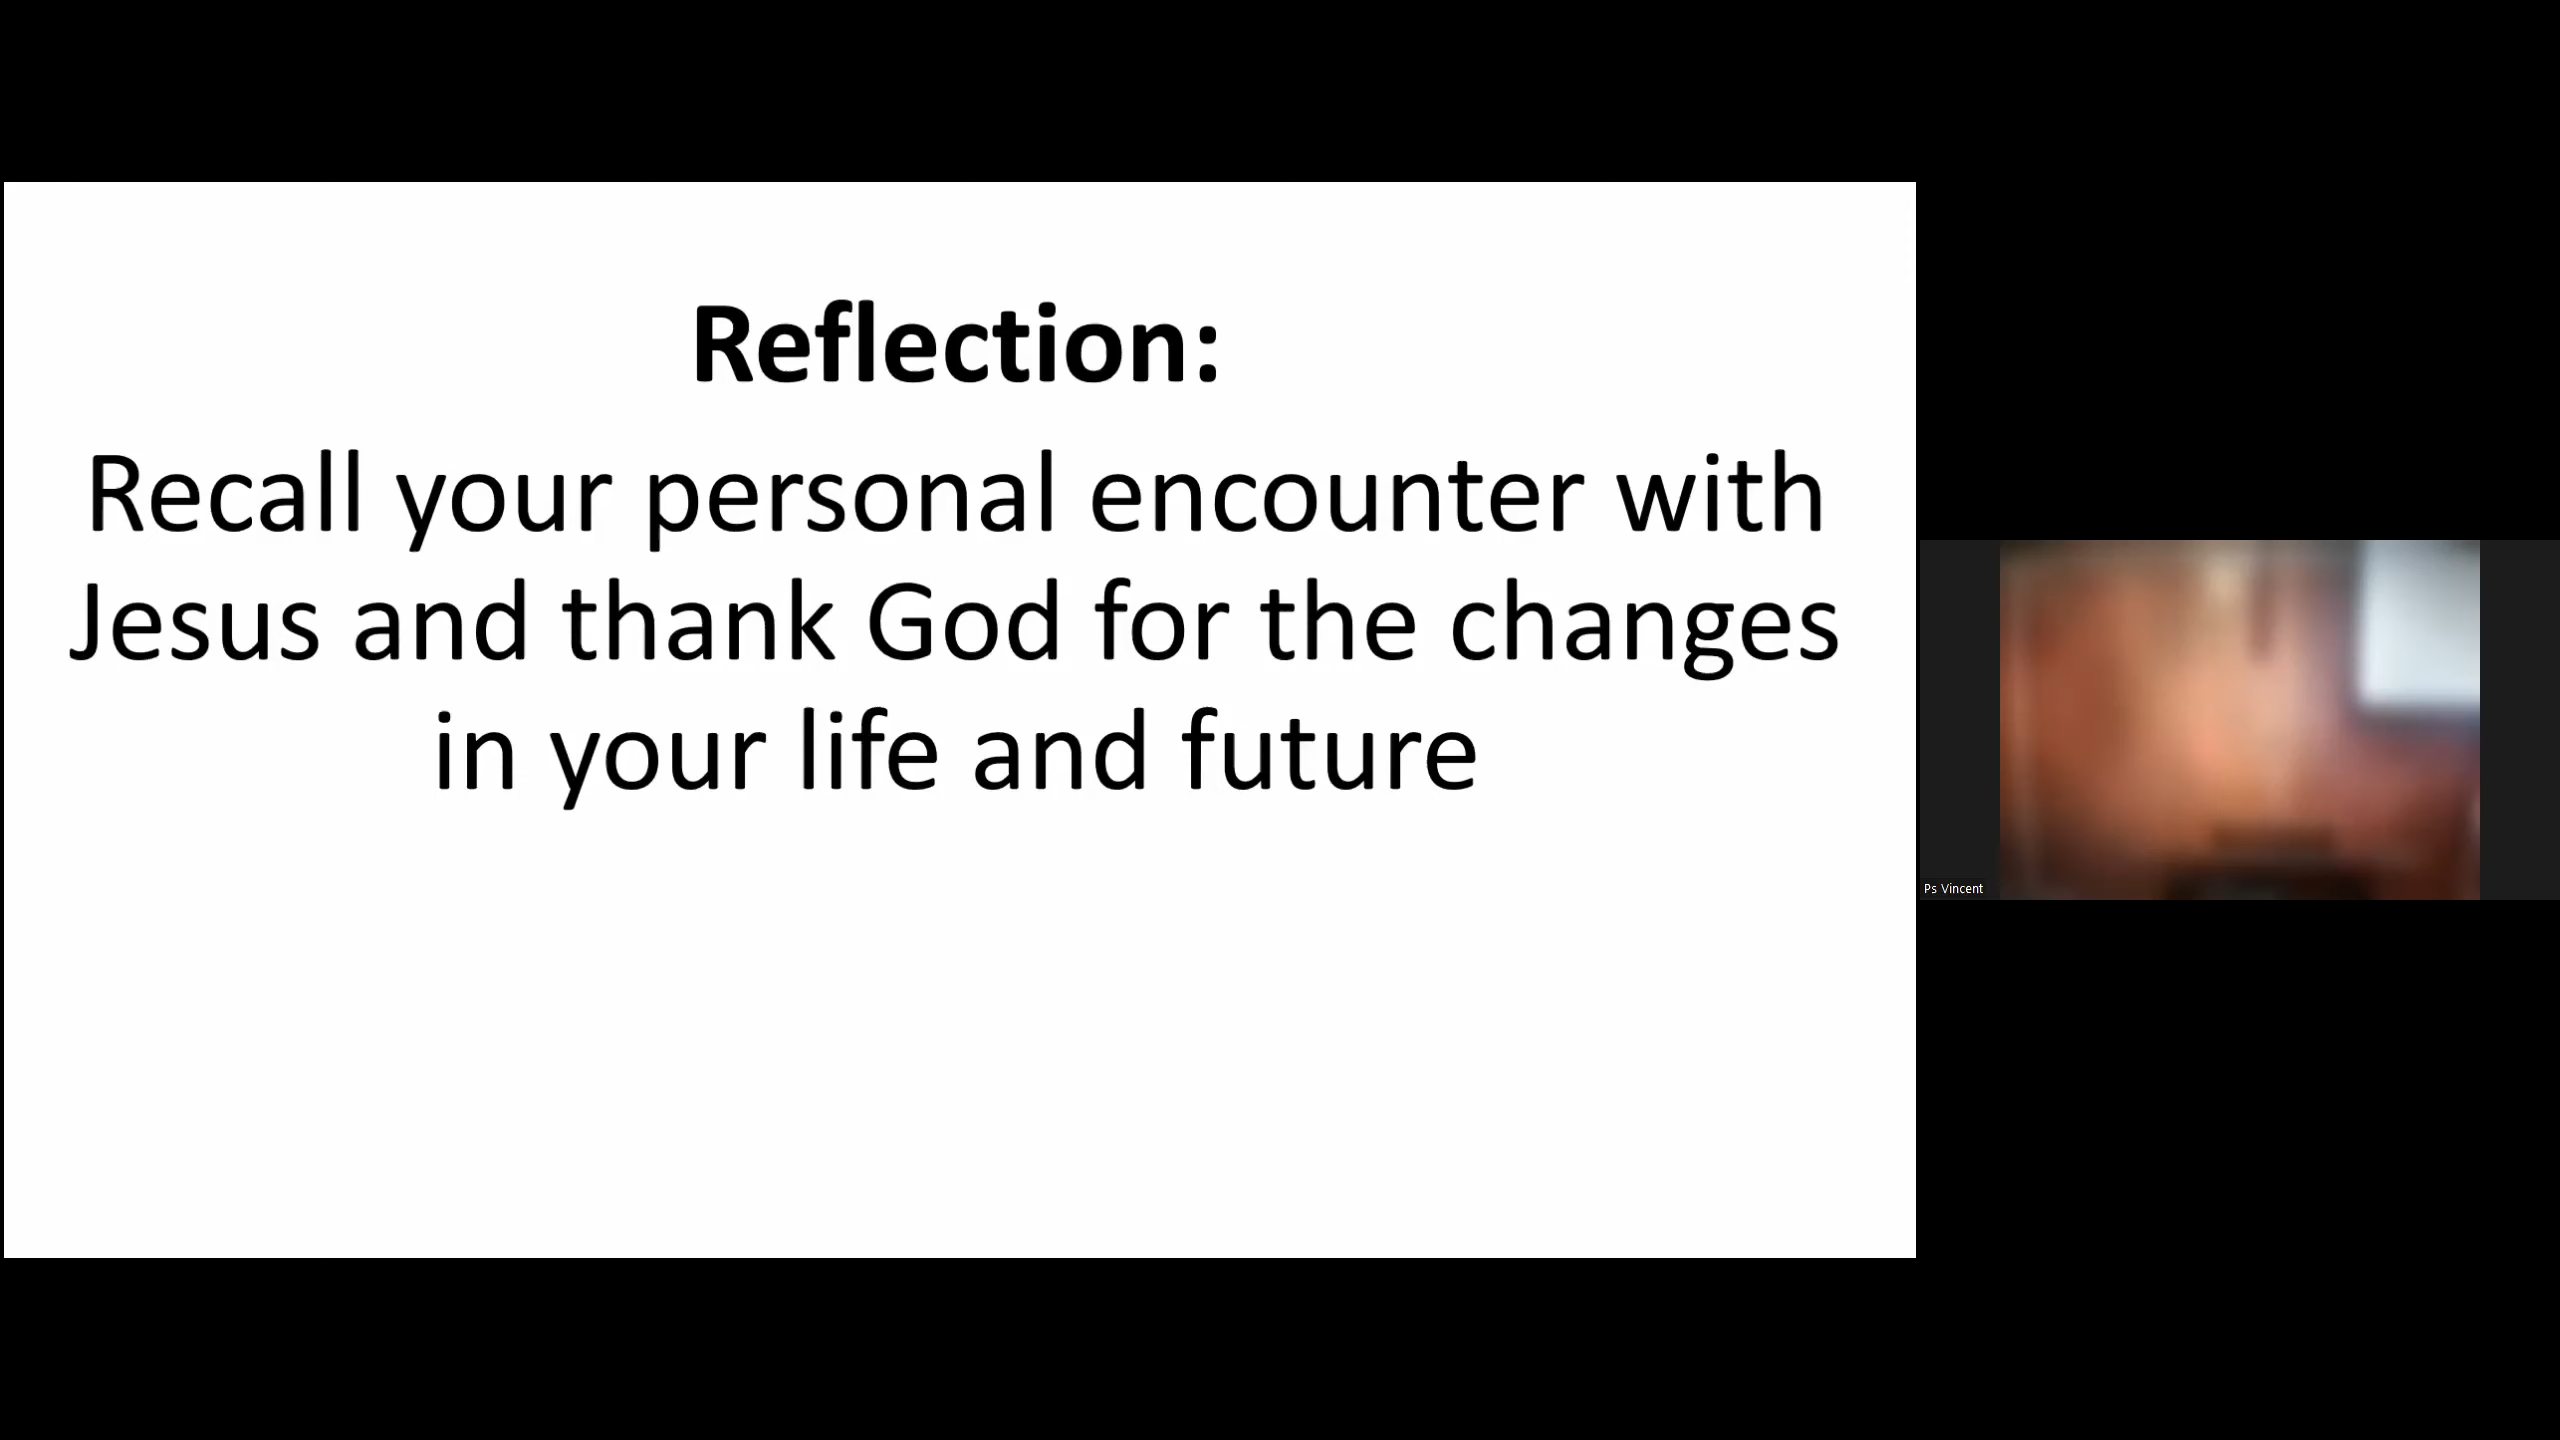 Reflection:
Recall your personal encounter with
Jesus and thank God for the changes
in your life and future
Ps Vincent